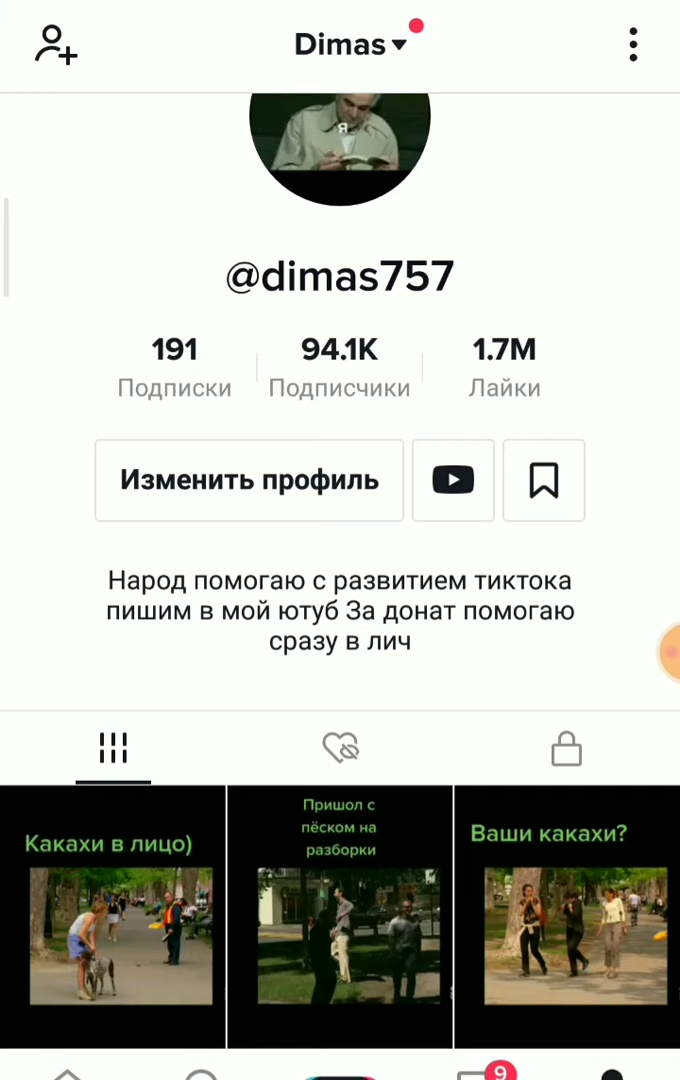 Dimas
Я
@dimas757
191 94.1K 1.7M
Подписки Подписчики Лайки
Изменить профиль
Народ помогаю с развитием тиктока
пишим в мой ютуб За донат помогаю
сразу в лич
Какахи в лицо)
Пришол с
пёском на
разборки
Ваши какахи?
9